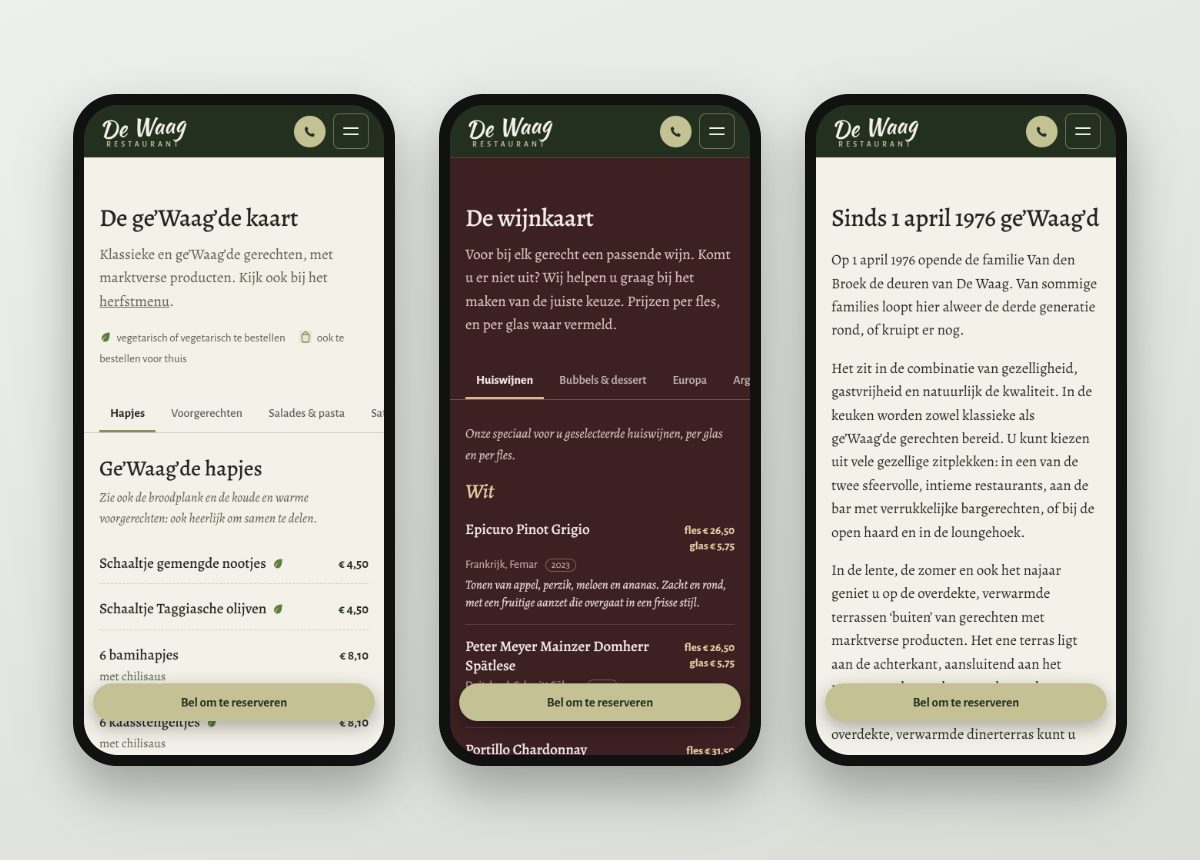 De Waag
RESTAURANT
De ge’Waag’de kaart
Klassieke en ge’Waag’de gerechten, met
marktverse producten. Kijk ook bij het
herfstmenu.
vegetarisch of vegetarisch te bestellen ook te
bestellen voor thuis
Hapjes Voorgerechten Salades & pasta
Ge’Waag’de hapjes
Zie ook de broodplank en de koude en warme
voorgerechten: ook heerlijk om samen te delen.
Schaaltje gemengde nootjes € 4,50
Schaaltje Taggiasche olijven € 4,50
6 bamihapjes € 8,10
met chilisaus
Bel om te reserveren
6 kaasstengeltjes € 8,10
met chilisaus
De Waag
RESTAURANT
De wijnkaart
Voor bij elk gerecht een passende wijn. Komt
u er niet uit? Wij helpen u graag bij het
maken van de juiste keuze. Prijzen per fles,
en per glas waar vermeld.
Huiswijnen Bubbels & dessert Europa Arg
Onze speciaal voor u geselecteerde huiswijnen, per glas
en per fles.
Wit
Epicuro Pinot Grigio fles € 26,50
glas € 5,75
Frankrijk, Femar 2023
Tonen van appel, perzik, meloen en ananas. Zacht en rond,
met een fruitige aanzet die overgaat in een frisse stijl.
Peter Meyer Mainzer Domherr fles € 26,50
Spätlese glas € 5,75
Bel om te reserveren
Portillo Chardonnay fles € 31,50
De Waag
RESTAURANT
Sinds 1 april 1976 ge’Waag’d
Op 1 april 1976 opende de familie Van den
Broek de deuren van De Waag. Van sommige
families loopt hier alweer de derde generatie
rond, of kruipt er nog.
Het zit in de combinatie van gezelligheid,
gastvrijheid en natuurlijk de kwaliteit. In de
keuken worden zowel klassieke als
ge’Waag’de gerechten bereid. U kunt kiezen
uit vele gezellige zitplekken: in een van de
twee sfeervolle, intieme restaurants, aan de
bar met verrukkelijke bargerechten, of bij de
open haard en in de loungehoek.
In de lente, de zomer en ook het najaar
geniet u op de overdekte, verwarmde
terrassen ‘buiten’ van gerechten met
marktverse producten. Het ene terras ligt
aan de achterkant, aansluitend aan het
Bel om te reserveren
overdekte, verwarmde dinerterras kunt u